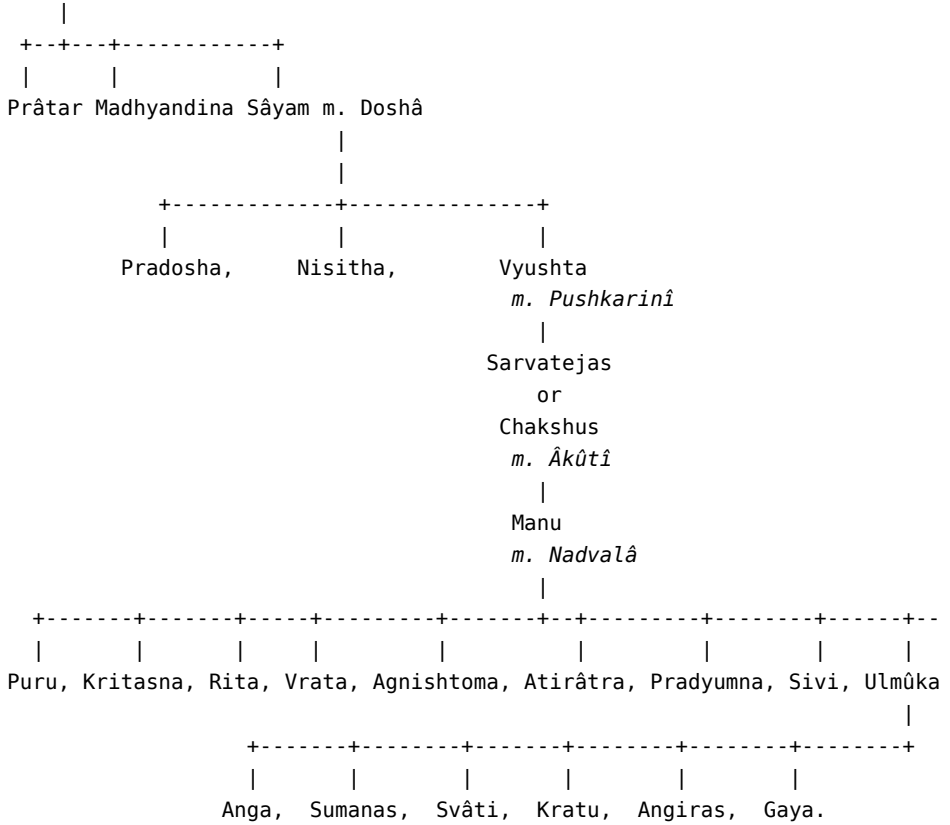 Prâtar Madhyandina Sâyam m. Doshâ
Pradosha, Nisitha, Vyushta
m. Pushkarinî
Sarvatejas
or
Chakshus
m. Âkûtî
Manu
m. Nadvalâ
Puru, Kritasna, Rita, Vrata, Agnishtoma, Atirâtra, Pradyumna, Sivi, Ulmûka
Anga, Sumanas, Svâti, Kratu, Angiras, Gaya.